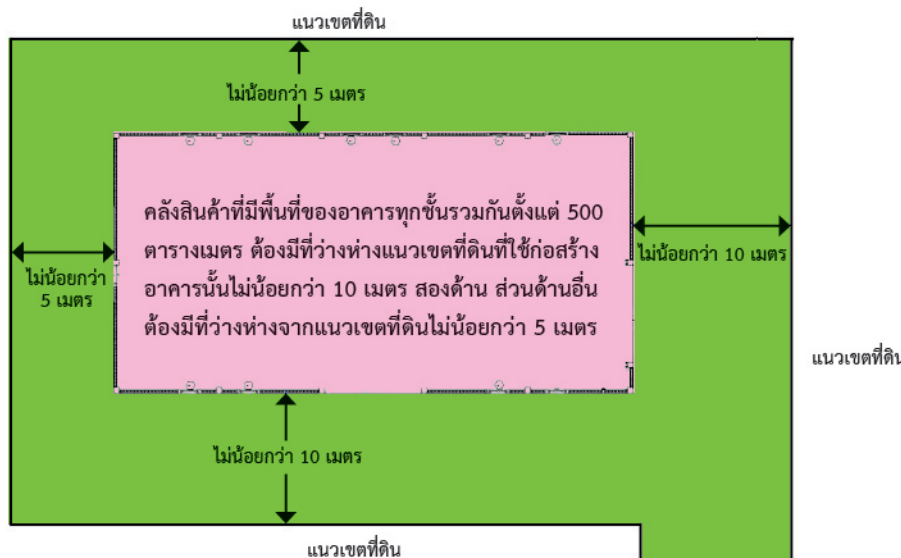 แนวเขตที่ดิน
ไม่น้อยกว่า 5 เมตร
คลังสินค้าที่มีพื้นที่ของอาคารทุกชั้นรวมกันตั้งแต่ 500
ตารางเมตร ต้องมีที่ว่างห่างแนวเขตที่ดินที่ใช้ก่อสร้าง
อาคารนั้นไม่น้อยกว่า 10 เมตร สองด้าน ส่วนด้านอื่น
ต้องมีที่ว่างห่างจากแนวเขตที่ดินไม่น้อยกว่า 5 เมตร
ไม่น้อยกว่า
5 เมตร
ไม่น้อยกว่า 10 เมตร
แนวเขตที่ดิน
ไม่น้อยกว่า 10 เมตร
แนวเขตที่ดิน